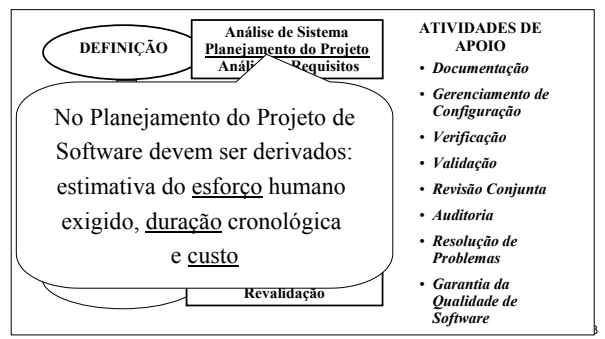 DEFINIÇÃO
Análise de Sistema
Planejamento do Projeto
Requisitos
No Planejamento do Projeto de
Software devem ser derivados:
estimativa do esforço humano
exigido, duração cronológica
e custo
Revalidação
ATIVIDADES DE
APOIO
• Documentação
• Gerenciamento de
Configuração
• Verificação
• Validação
• Revisão Conjunta
• Auditoria
• Resolução de
Problemas
• Garantia da
Qualidade de
Software